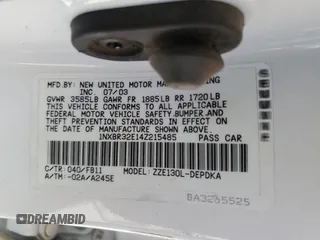 MFD. BY: NEW UNITED MOTOR MANUFACTURING
INC. 07/03
GVWR 3585LB GAWR FR 1885LB RR 1720LB
THIS VEHICLE CONFORMS TO ALL APPLICABLE
FEDERAL MOTOR VEHICLE SAFETY,BUMPER,AND
THEFT PREVENTION STANDARDS IN EFFECT ON
THE DATE OF MANUFACTURE SHOWN ABOVE.
1NXBR32E14Z215485 PASS CAR
C/TR: 040/FB11 MODEL: ZZE130L-DEPDKA
A/TM: -02A/A245E
IDRIVEANDBID